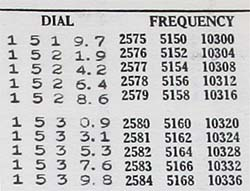 DIAL FREQUENCY
1 5 1 9.7 2575 5150 10300
1 5 2 1.9 2576 5152 10304
1 5 2 4.2 2577 5154 10308
1 5 2 6.4 2578 5156 10312
1 5 2 8.6 2579 5158 10316
1 5 3 0.9 2580 5160 10320
1 5 3 3.1 2581 5162 10324
1 5 3 5.3 2582 5164 10328
1 5 3 7.6 2583 5166 10332
1 5 3 9.8 2584 5168 10336